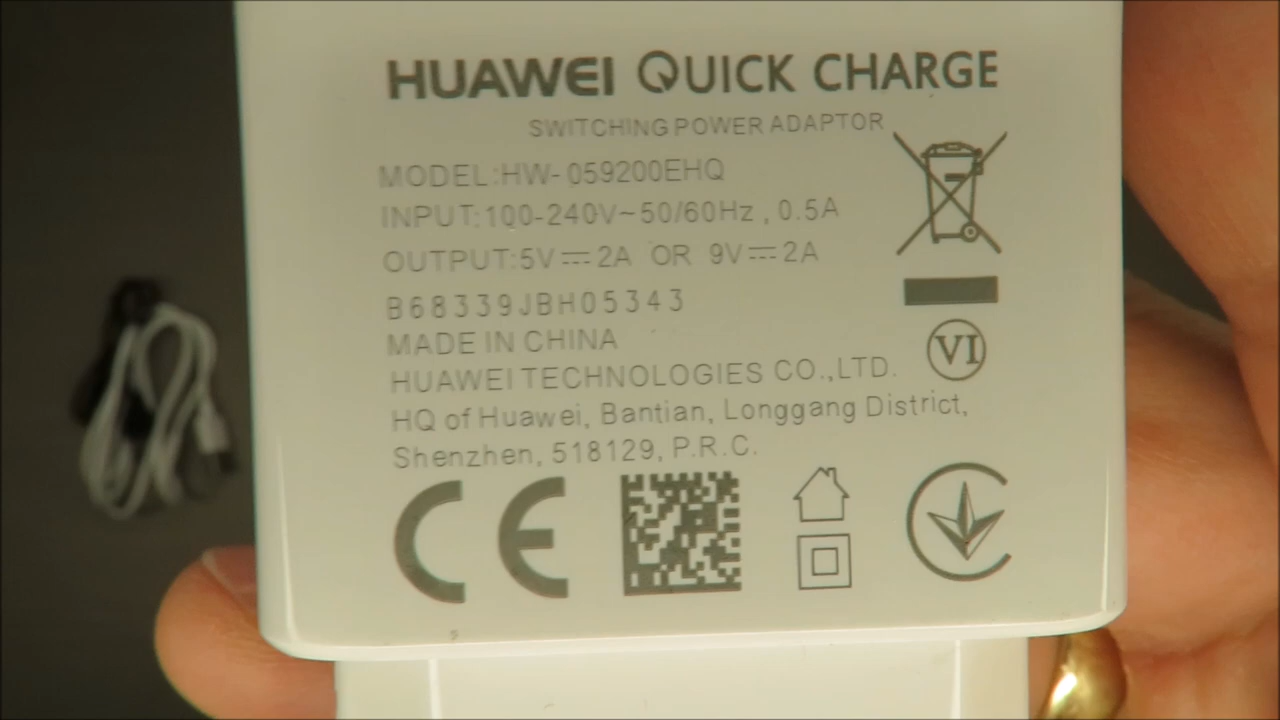 HUAWEI QUICK CHARGE
SWITCHING POWER ADAPTOR
MODEL:HW-059200EHQ
INPUT:100-240V~50/60Hz , 0.5A
OUTPUT:5V⎓2A OR 9V⎓2A
B68339JBH05343
MADE IN CHINA
HUAWEI TECHNOLOGIES CO.,LTD.
VI
HQ of Huawei, Bantian, Longgang District,
Shenzhen, 518129, P.R.C.
CE